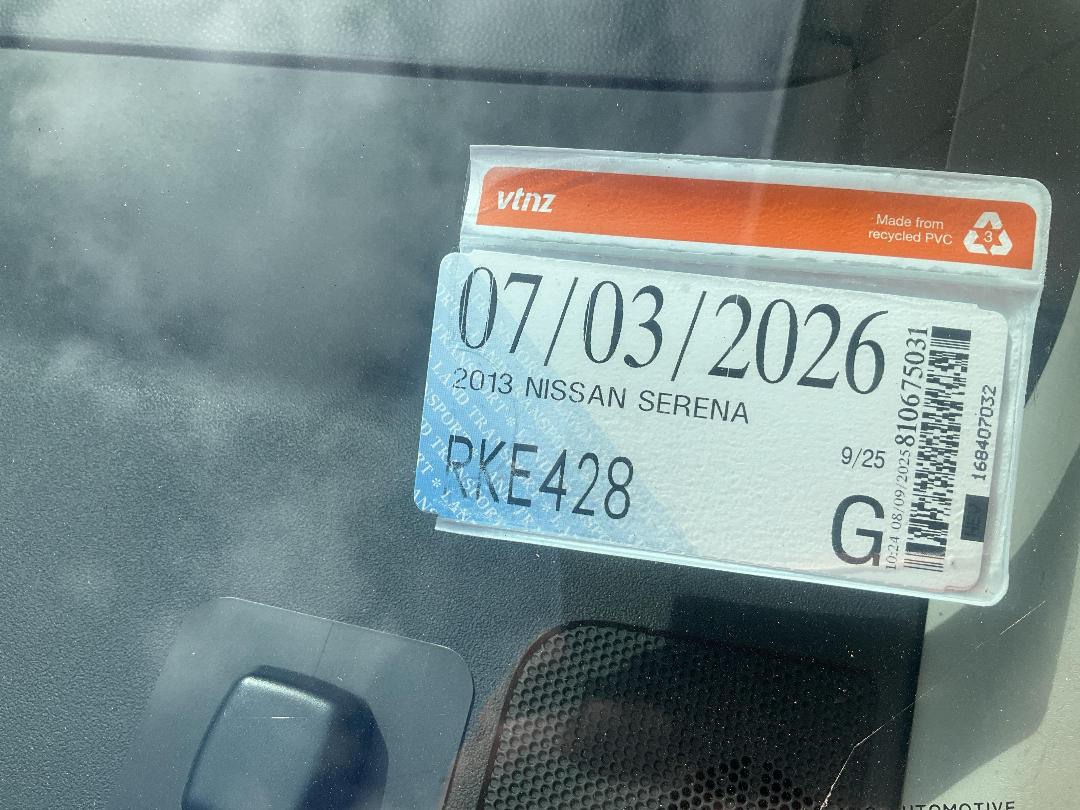 vtnz
Made from
recycled PVC
3
07/03/2026
2013 NISSAN SERENA
RKE428
9/25
G
10:24 08/09/2025 810675031
168407032
UTOMOTIVE